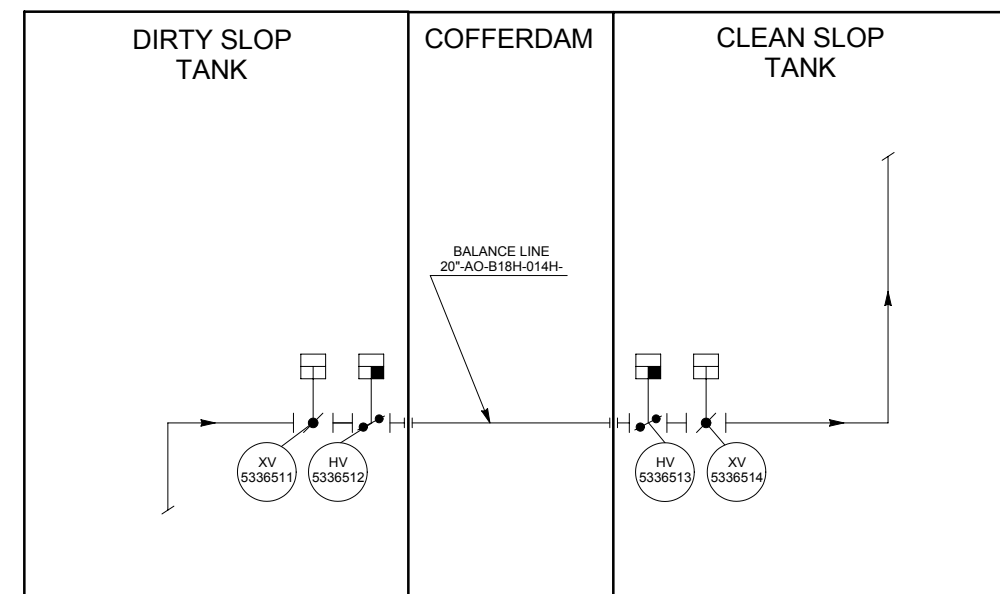 DIRTY SLOP
TANK
COFFERDAM
CLEAN SLOP
TANK
BALANCE LINE
20"-AO-B18H-014H-
XV
5336511
HV
5336512
HV
5336513
XV
5336514